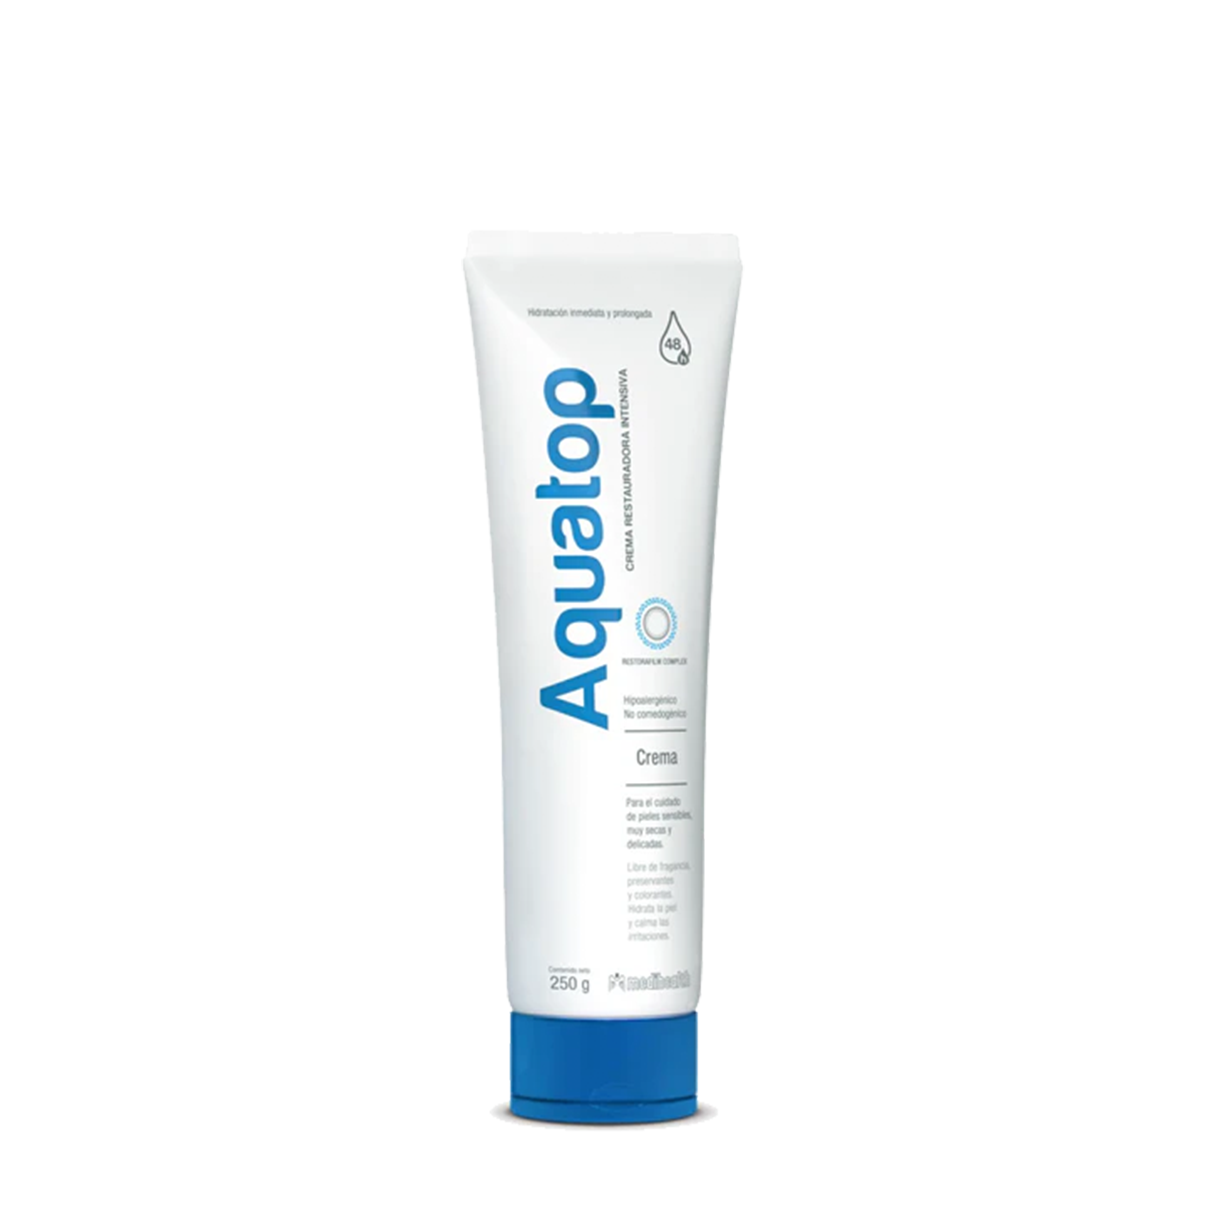 Hidratación inmediata y prolongada
48
h
Aquatop
CREMA RESTAURADORA INTENSIVA
RESTORAFILM COMPLEX
Hipoalergénico
No comedogénico
Crema
Para el cuidado
de pieles sensibles,
muy secas y
delicadas.
Libre de fragancia,
preservantes
y colorantes.
Hidrata la piel
y calma las
irritaciones.
Contenido neto
250 g
medihealth